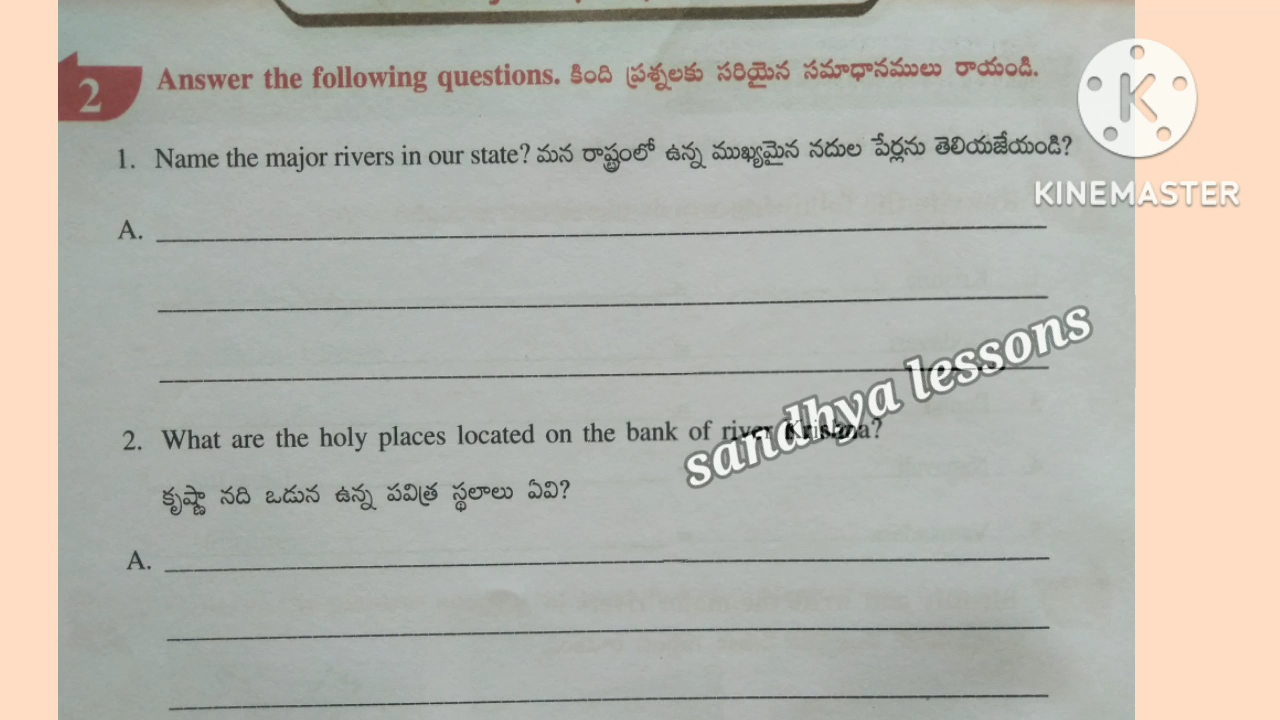 2 Answer the following questions. కింది ప్రశ్నలకు సరియైన సమాధానములు రాయండి.
KINEMASTER
1. Name the major rivers in our state? మన రాష్ట్రంలో ఉన్న ముఖ్యమైన నదుల పేర్లను తెలియజేయండి?
A.
sandhya lessons
2. What are the holy places located on the bank of river Krishna?
కృష్ణా నది ఒడున ఉన్న పవిత్ర స్థలాలు ఏవి?
A.